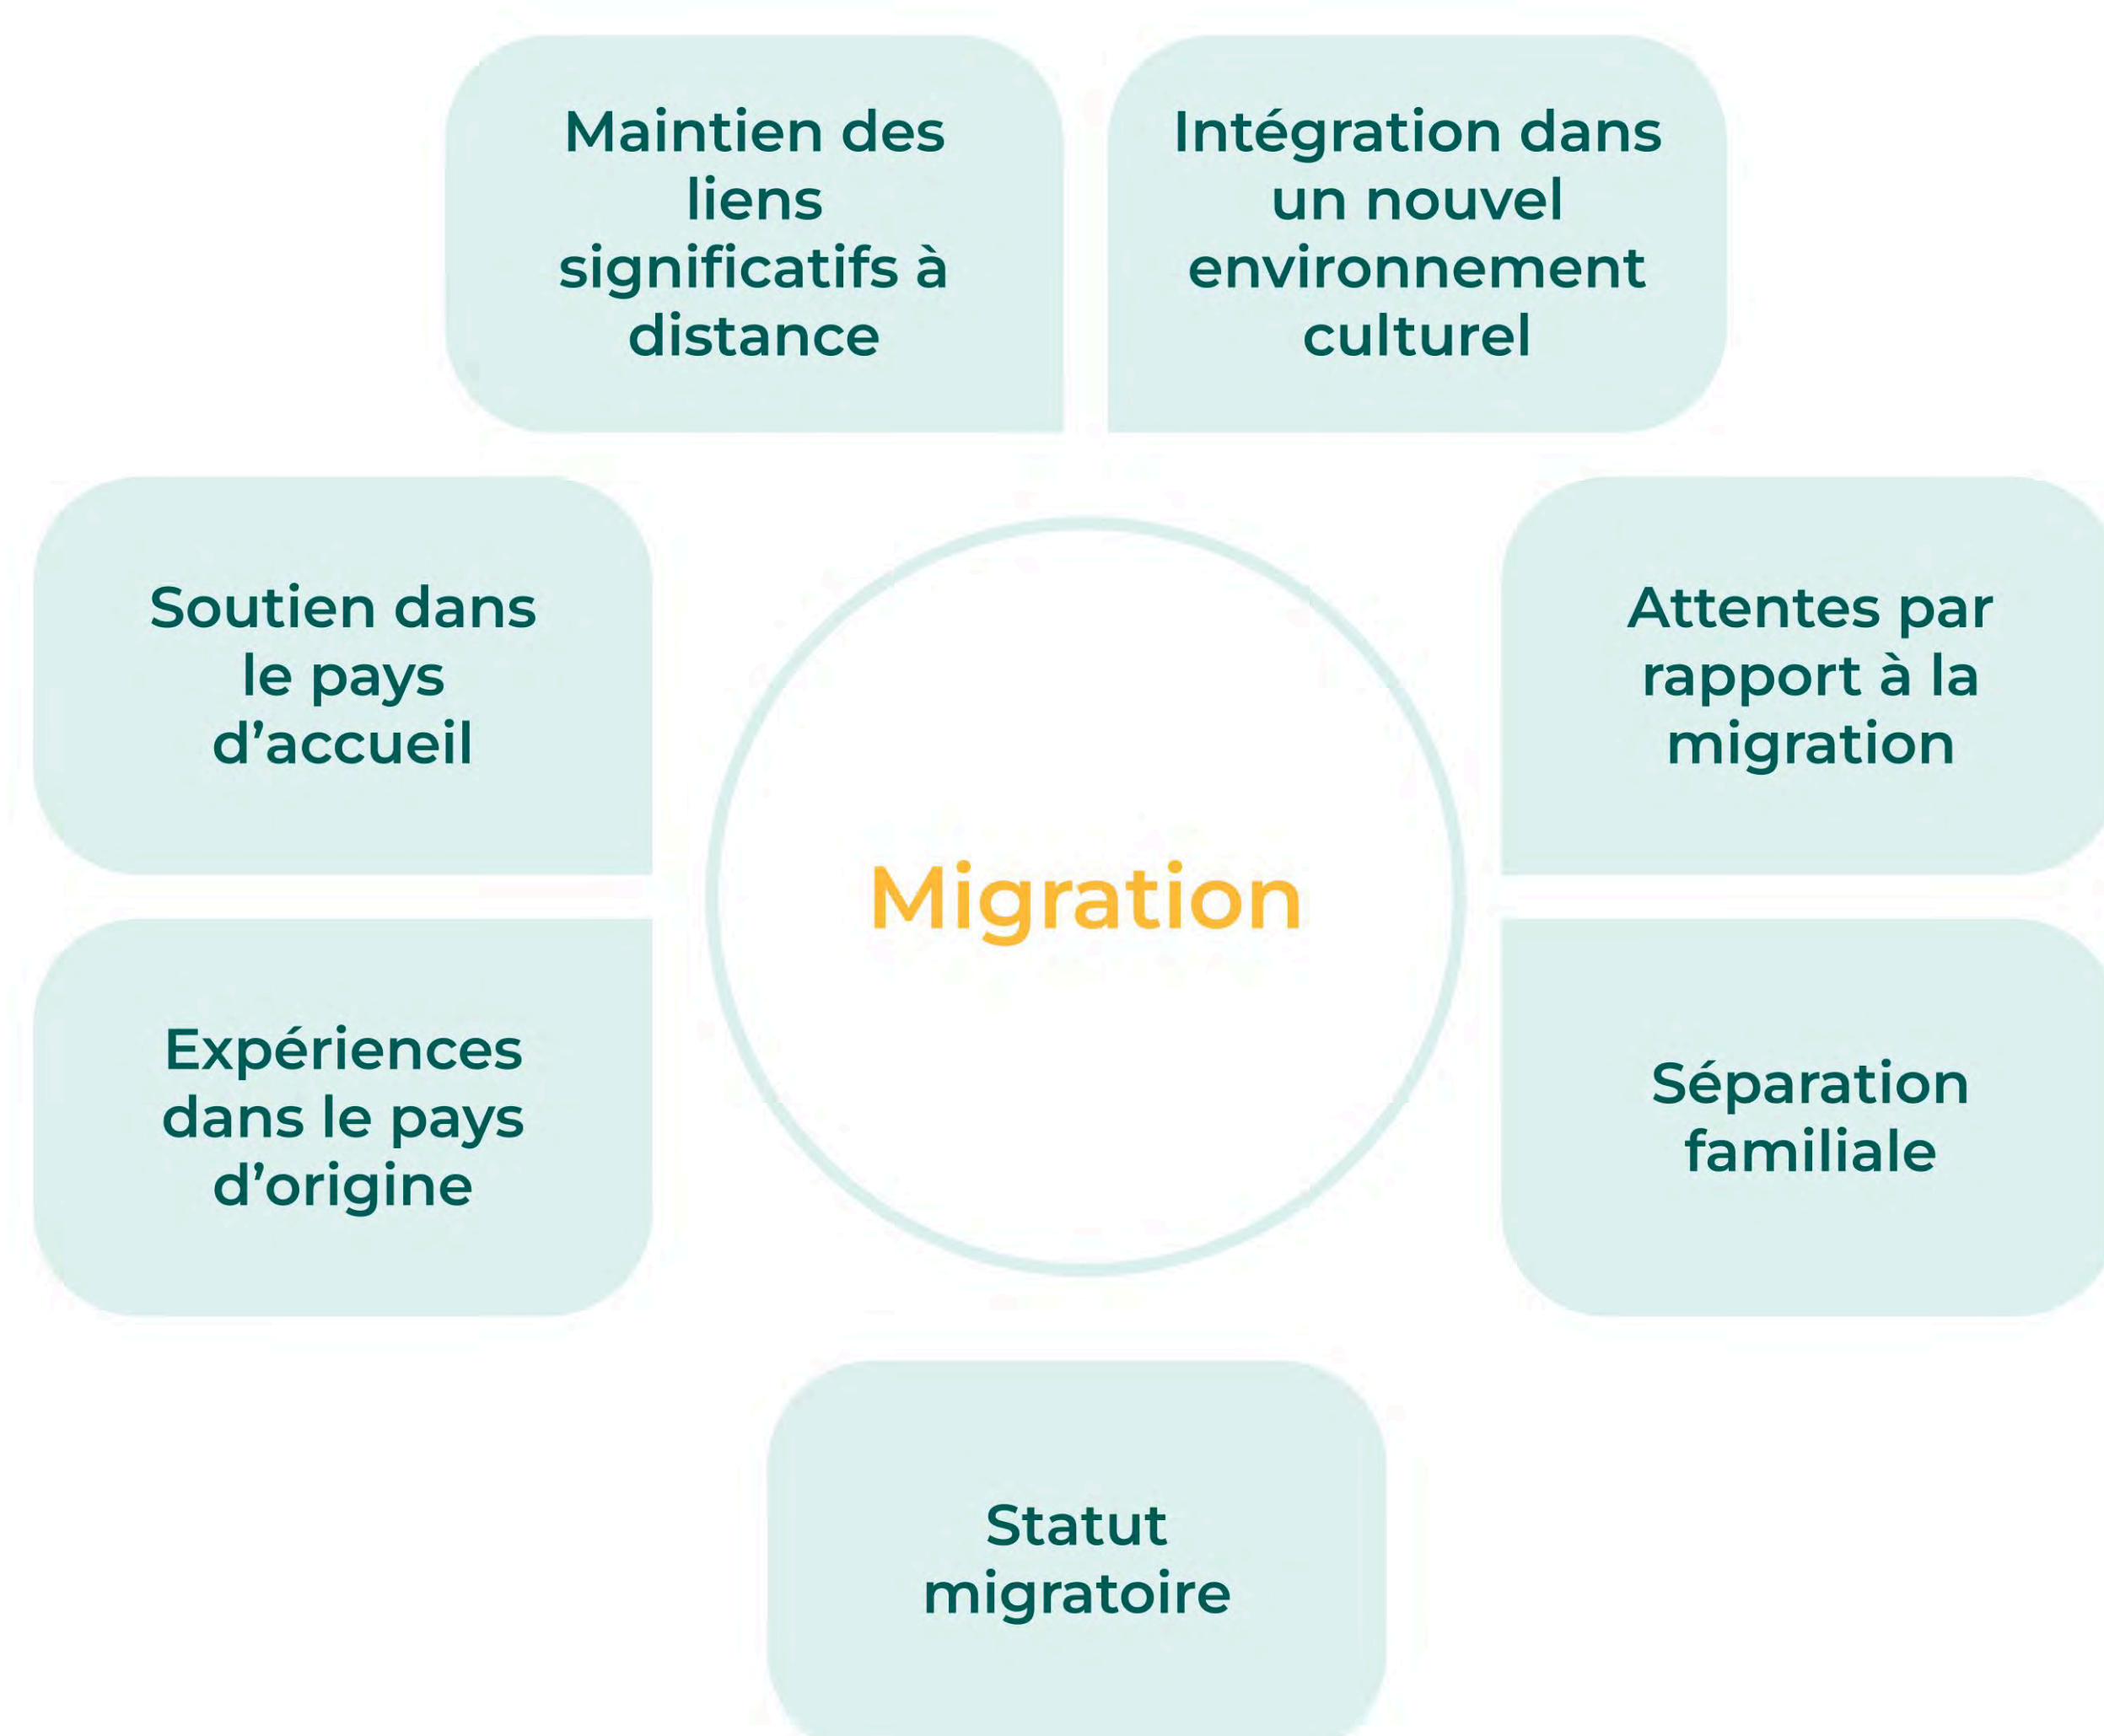 Maintien des
liens
significatifs à
distance
Intégration dans
un nouvel
environnement
culturel
Soutien dans
le pays
d’accueil
Attentes par
rapport à la
migration
Migration
Expériences
dans le pays
d’origine
Séparation
familiale
Statut
migratoire